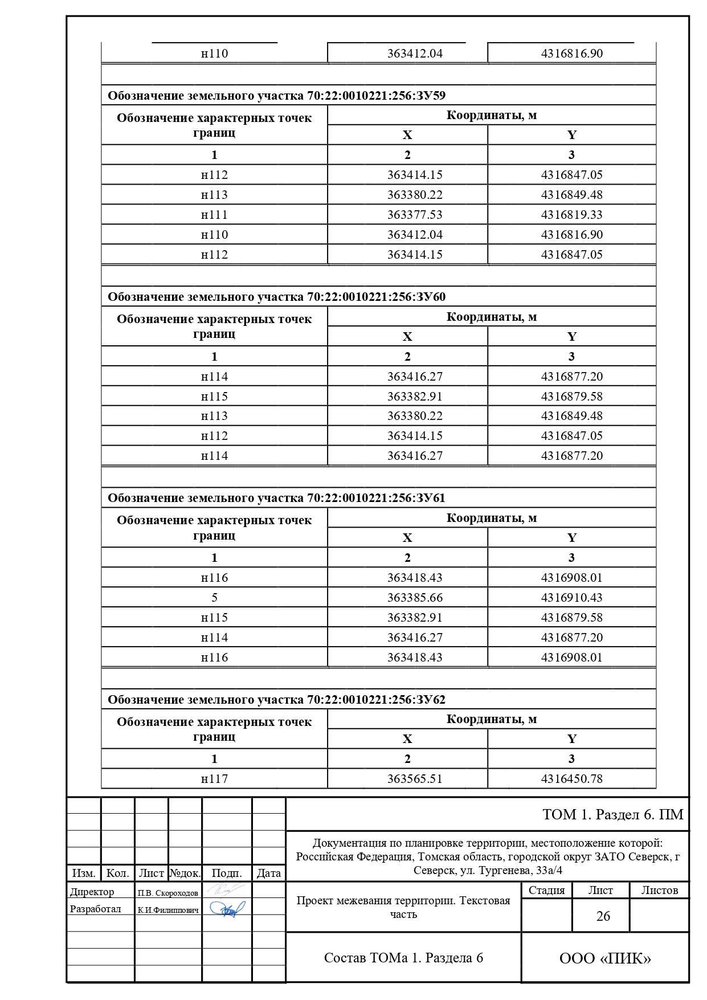 н110 363412.04 4316816.90
Обозначение земельного участка 70:22:0010221:256:ЗУ59
Обозначение характерных точек
границ
Координаты, м
X Y
1 2 3
н112 363414.15 4316847.05
н113 363380.22 4316849.48
н111 363377.53 4316819.33
н110 363412.04 4316816.90
н112 363414.15 4316847.05
Обозначение земельного участка 70:22:0010221:256:ЗУ60
Обозначение характерных точек
границ
Координаты, м
X Y
1 2 3
н114 363416.27 4316877.20
н115 363382.91 4316879.58
н113 363380.22 4316849.48
н112 363414.15 4316847.05
н114 363416.27 4316877.20
Обозначение земельного участка 70:22:0010221:256:ЗУ61
Обозначение характерных точек
границ
Координаты, м
X Y
1 2 3
н116 363418.43 4316908.01
5 363385.66 4316910.43
н115 363382.91 4316879.58
н114 363416.27 4316877.20
н116 363418.43 4316908.01
Обозначение земельного участка 70:22:0010221:256:ЗУ62
Обозначение характерных точек
границ
Координаты, м
X Y
1 2 3
н117 363565.51 4316450.78
ТОМ 1. Раздел 6. ПМ
Документация по планировке территории, местоположение которой:
Российская Федерация, Томская область, городской округ ЗАТО Северск, г
Северск, ул. Тургенева, 33а/4
Изм. Кол. Лист №док. Подп. Дата
Директор П.В. Скороходов
Разработал К.И.Филиппович
Проект межевания территории. Текстовая
часть
Стадия Лист Листов
26
Состав ТОМа 1. Раздела 6
ООО «ПИК»